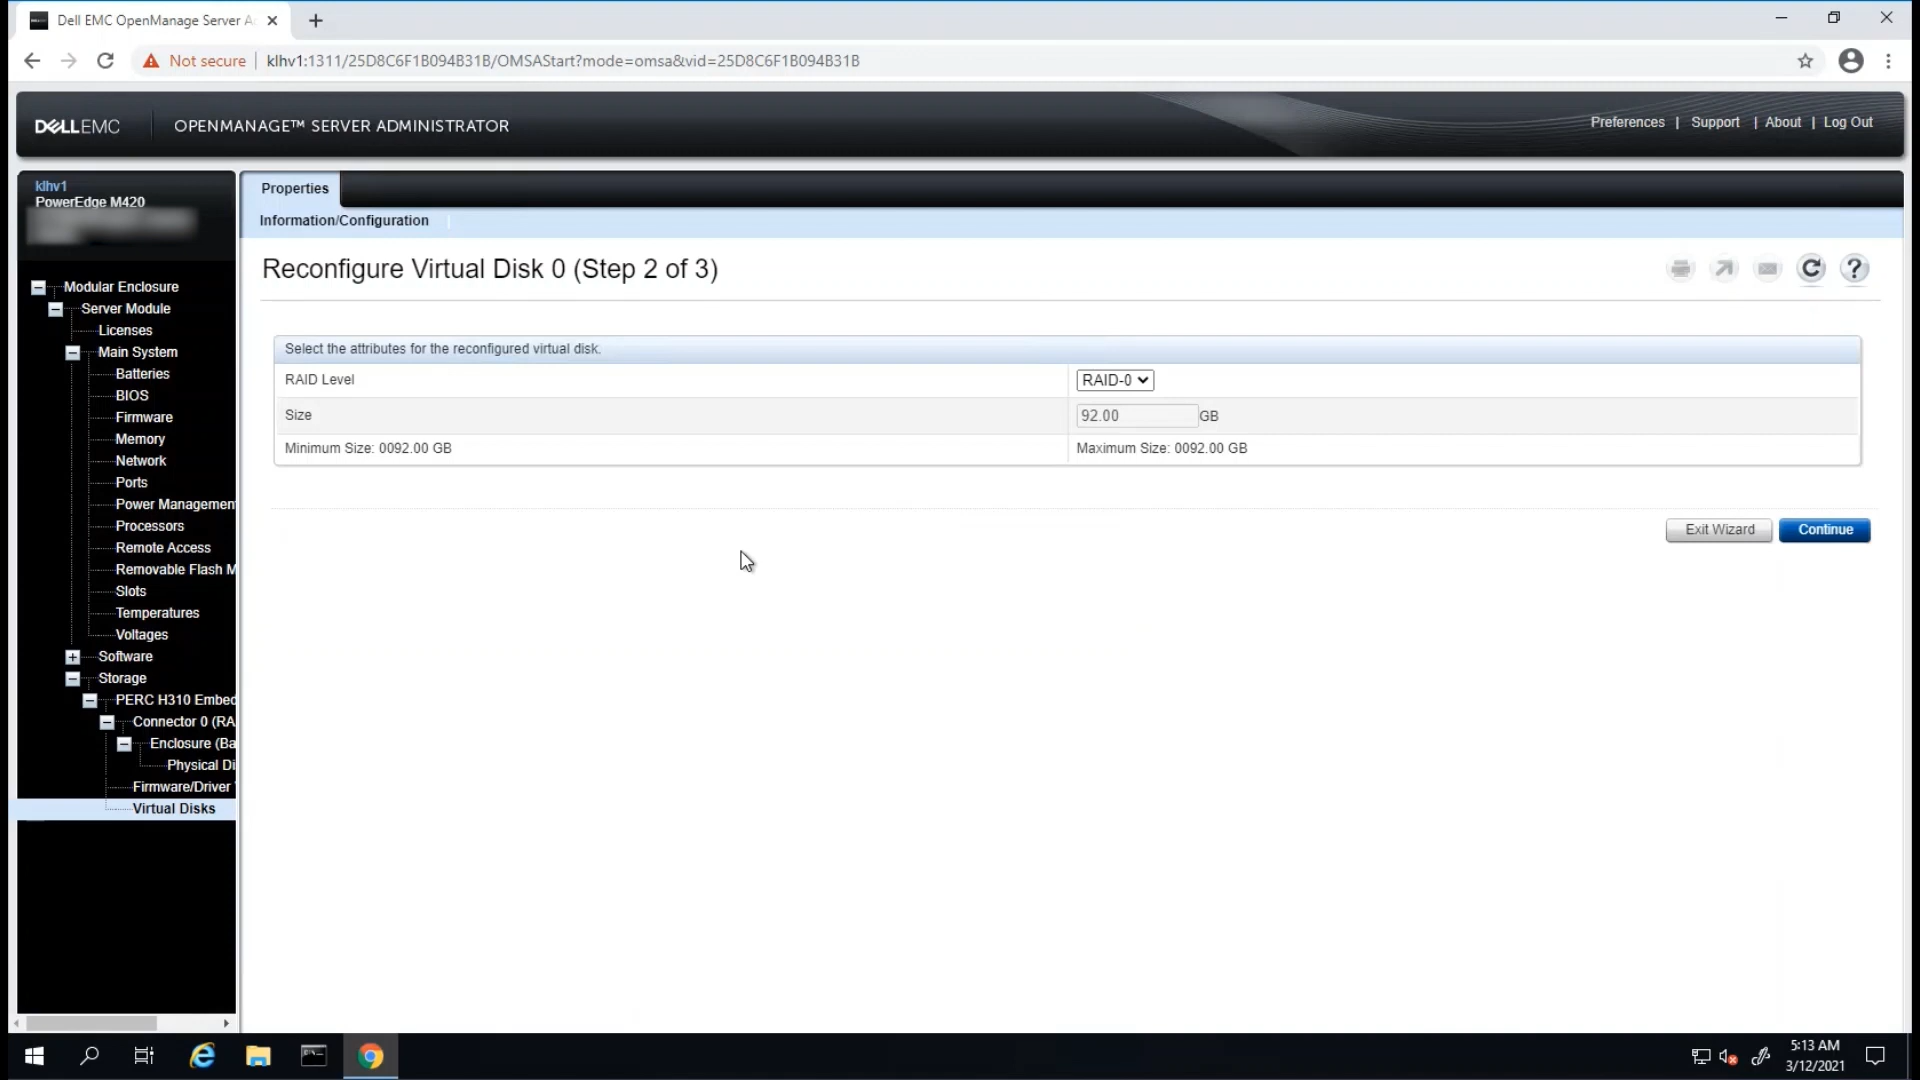 Dell EMC OpenManage Server A
Not secure
klhv1:1311/25D8C6F1B094B31B/OMSAStart?mode=omsa&vid=25D8C6F1B094B31B
DELLEMC
OPENMANAGE™ SERVER ADMINISTRATOR
Preferences | Support | About | Log Out
klhv1
PowerEdge M420
Properties
Information/Configuration
Reconfigure Virtual Disk 0 (Step 2 of 3)
Modular Enclosure
Server Module
Licenses
Main System
Batteries
BIOS
Firmware
Memory
Network
Ports
Power Managemen
Processors
Remote Access
Removable Flash M
Slots
Temperatures
Voltages
Software
Storage
PERC H310 Embed
Connector 0 (RA
Enclosure (Ba
Physical Di
Firmware/Driver
Virtual Disks
Select the attributes for the reconfigured virtual disk.
RAID Level
RAID-0
Size
92.00 GB
Minimum Size: 0092.00 GB
Maximum Size: 0092.00 GB
Exit Wizard
Continue
5:13 AM
3/12/2021